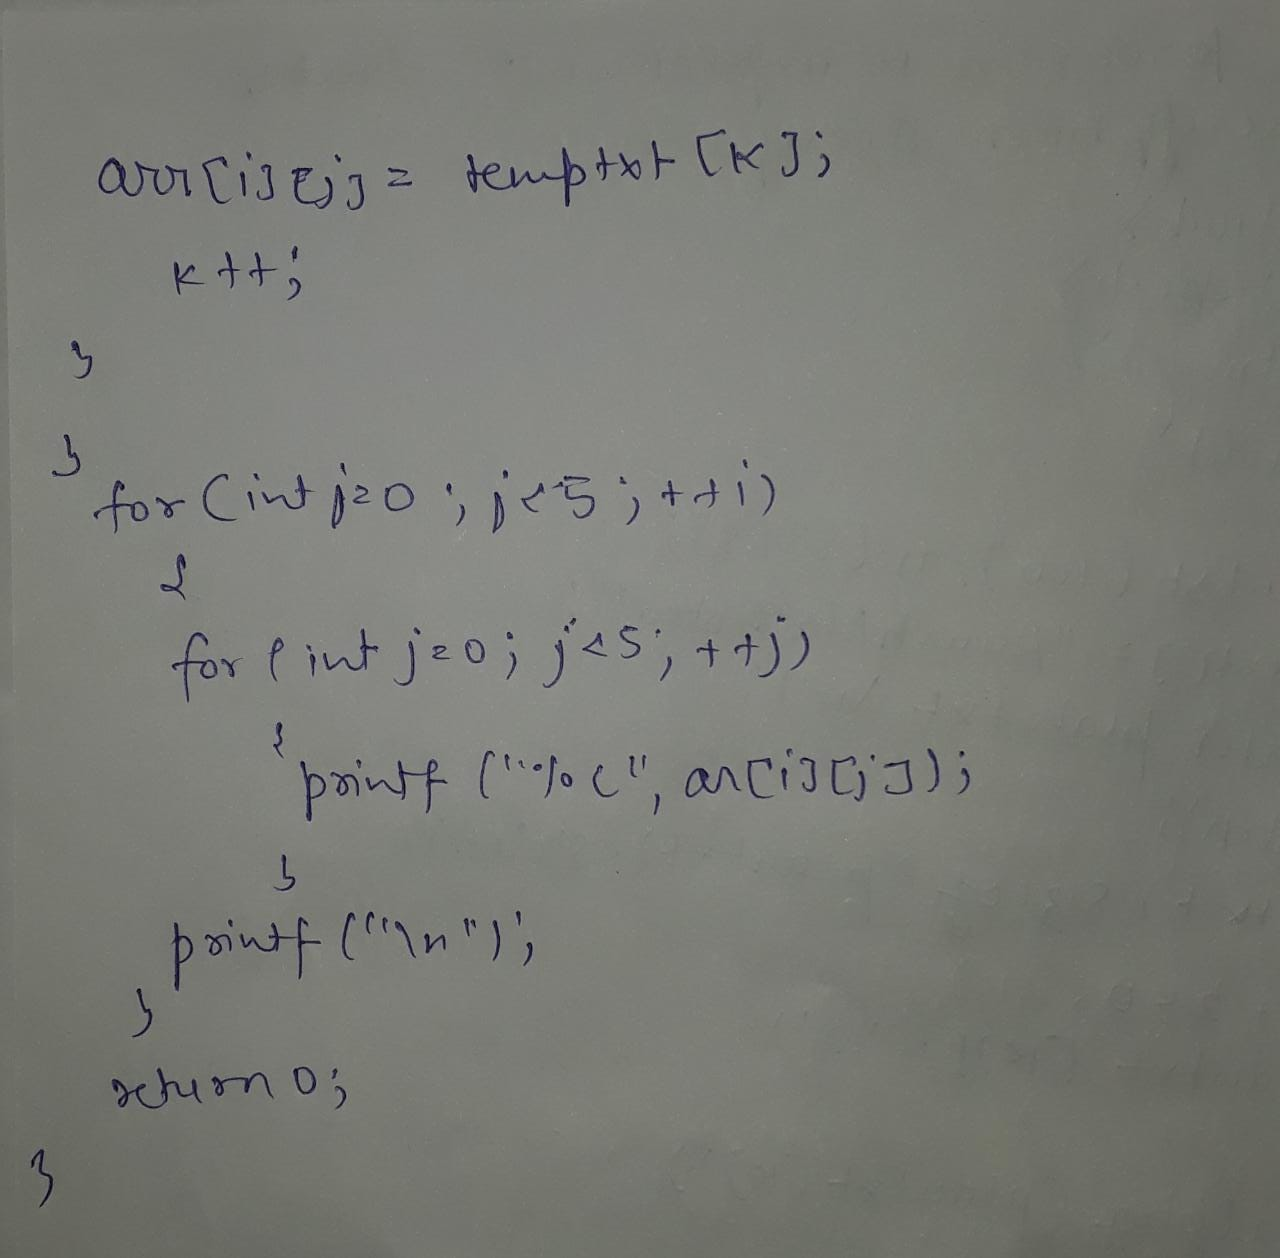 arr[i][j] = temptxt[k];
k++;
}
}
for(int j=0; j<5; ++i)
{
for(int j=0; j<5; ++j)
{
printf("%c", arr[i][j]);
}
printf("\n");
}
return 0;
}